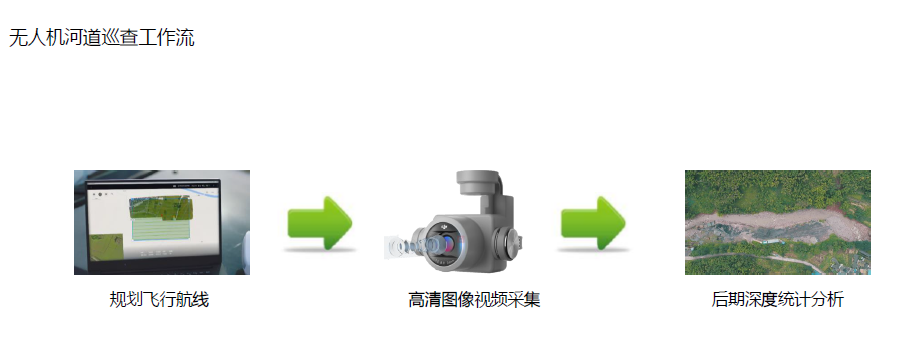 无人机河道巡查工作流
规划飞行航线
高清图像视频采集
后期深度统计分析